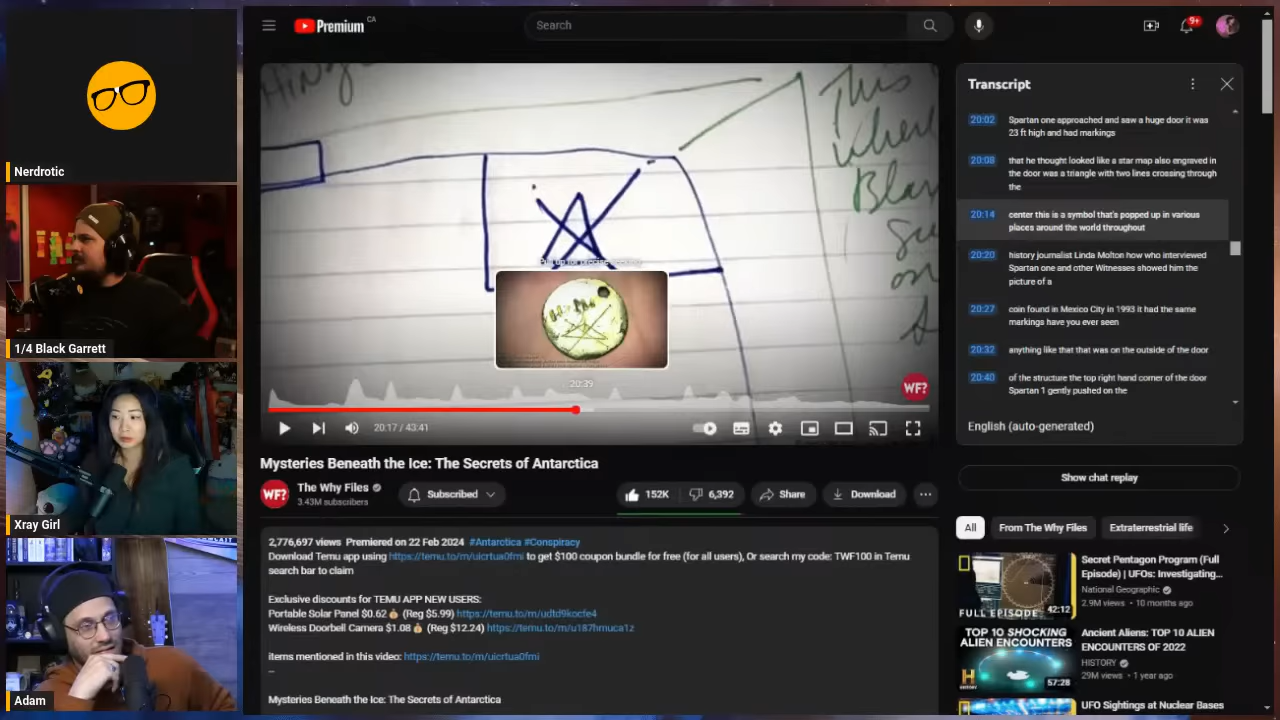 Nerdrotic
1/4 Black Garrett
Xray Girl
Adam
Premium CA
Search
9+
This
where
WF?
20:39
20:17 / 43:41
Mysteries Beneath the Ice: The Secrets of Antarctica
WF?
The Why Files
3.43M subscribers
Subscribed
152K
6,392
Share
Download
2,776,697 views Premiered on 22 Feb 2024 #Antarctica #Conspiracy
Download Temu app using https://temu.to/m/uicrtua0fmi to get $100 coupon bundle for free (for all users), Or search my code: TWF100 in Temu
search bar to claim
Exclusive discounts for TEMU APP NEW USERS:
Portable Solar Panel $0.62💰 (Reg $5.99) https://temu.to/m/udtd9kocfe4
Wireless Doorbell Camera $1.08💰 (Reg $12.24) https://temu.to/m/u187hmuca1z
items mentioned in this video: https://temu.to/m/uicrtua0fmi
--
Mysteries Beneath the Ice: The Secrets of Antarctica
Transcript
20:02
Spartan one approached and saw a huge door it was
23 ft high and had markings
20:08
that he thought looked like a star map also engraved in
the door was a triangle with two lines crossing through
the
20:14
center this is a symbol that's popped up in various
places around the world throughout
20:20
history journalist Linda Molton how who interviewed
Spartan one and other Witnesses showed him the
picture of a
20:27
coin found in Mexico City in 1993 it had the same
markings have you ever seen
20:32
anything like that that was on the outside of the door
20:40
of the structure the top right hand corner of the door
Spartan 1 gently pushed on the
English (auto-generated)
Show chat replay
All
From The Why Files
Extraterrestrial life
FULL EPISODE
42:12
Secret Pentagon Program (Full
Episode) | UFOs: Investigating...
National Geographic
2.9M views • 10 months ago
TOP 10 SHOCKING
ALIEN ENCOUNTERS
H
HISTORY
57:28
Ancient Aliens: TOP 10 ALIEN
ENCOUNTERS OF 2022
HISTORY
29M views • 1 year ago
UFO Sightings at Nuclear Bases